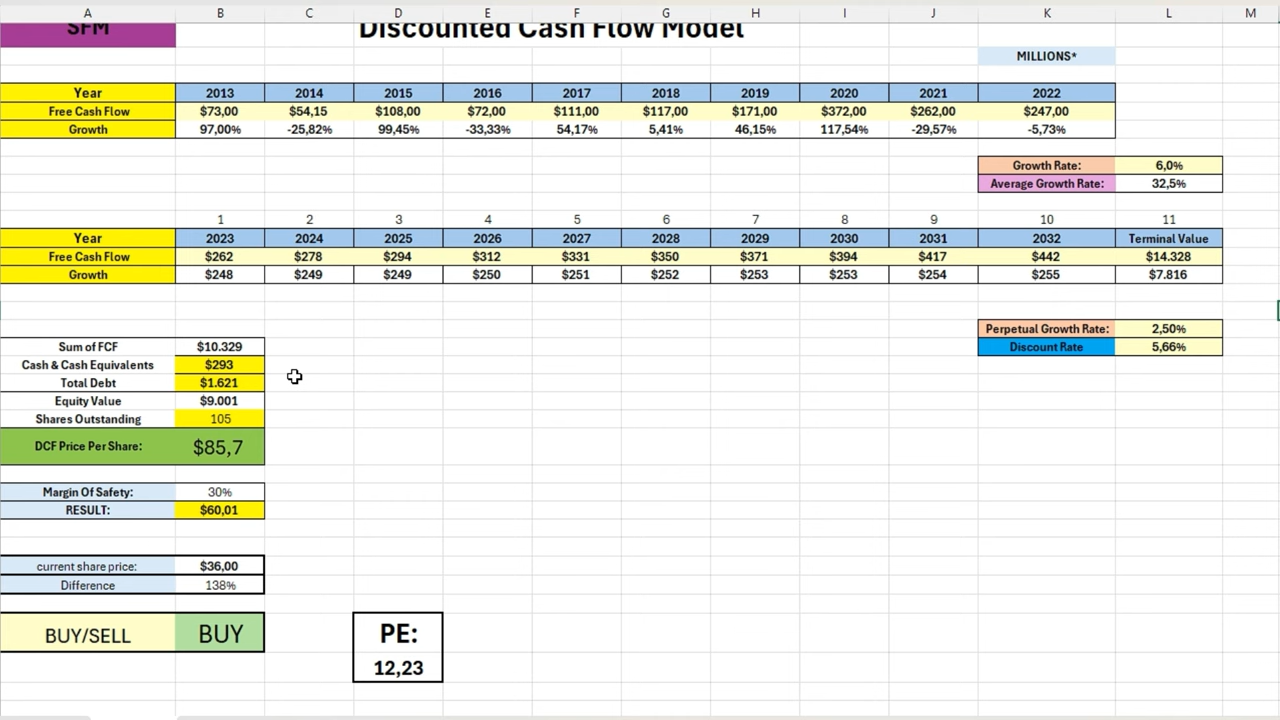 A B C D E F G H I J K L M
SFM Discounted Cash Flow Model
MILLIONS*
Year 2013 2014 2015 2016 2017 2018 2019 2020 2021 2022
Free Cash Flow $73,00 $54,15 $108,00 $72,00 $111,00 $117,00 $171,00 $372,00 $262,00 $247,00
Growth 97,00% -25,82% 99,45% -33,33% 54,17% 5,41% 46,15% 117,54% -29,57% -5,73%
Growth Rate: 6,0%
Average Growth Rate: 32,5%
1 2 3 4 5 6 7 8 9 10 11
Year 2023 2024 2025 2026 2027 2028 2029 2030 2031 2032 Terminal Value
Free Cash Flow $262 $278 $294 $312 $331 $350 $371 $394 $417 $442 $14.328
Growth $248 $249 $249 $250 $251 $252 $253 $253 $254 $255 $7.816
Perpetual Growth Rate: 2,50%
Sum of FCF $10.329 Discount Rate 5,66%
Cash & Cash Equivalents $293
Total Debt $1.621
Equity Value $9.001
Shares Outstanding 105
DCF Price Per Share: $85,7
Margin Of Safety: 30%
RESULT: $60,01
current share price: $36,00
Difference 138%
BUY/SELL BUY PE:
12,23